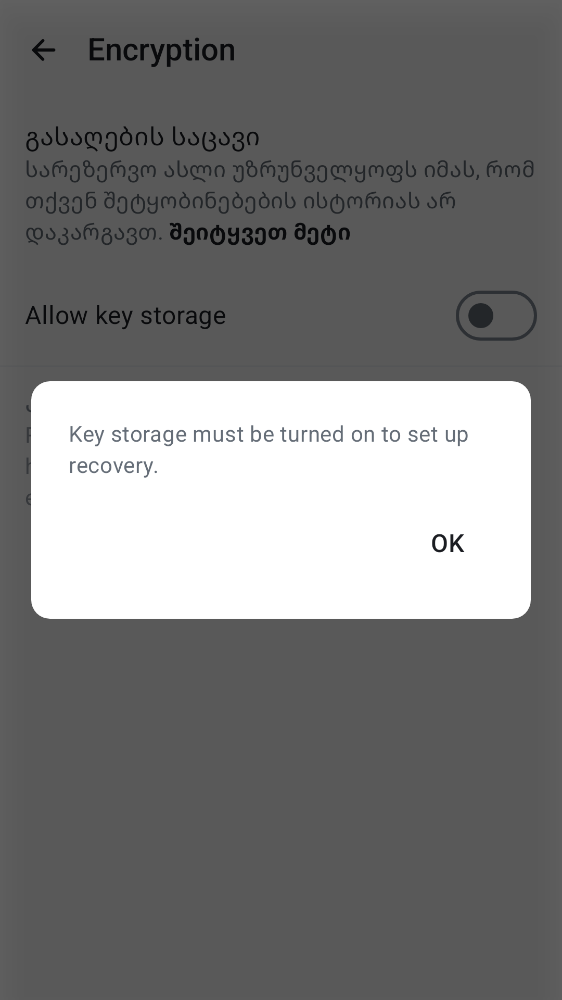 Encryption
გასაღების საცავი
სარეზერვო ასლი უზრუნველყოფს იმას, რომ
თქვენ შეტყობინებების ისტორიას არ
დაკარგავთ. შეიტყვეთ მეტი
Allow key storage
Key storage must be turned on to set up
recovery.
OK